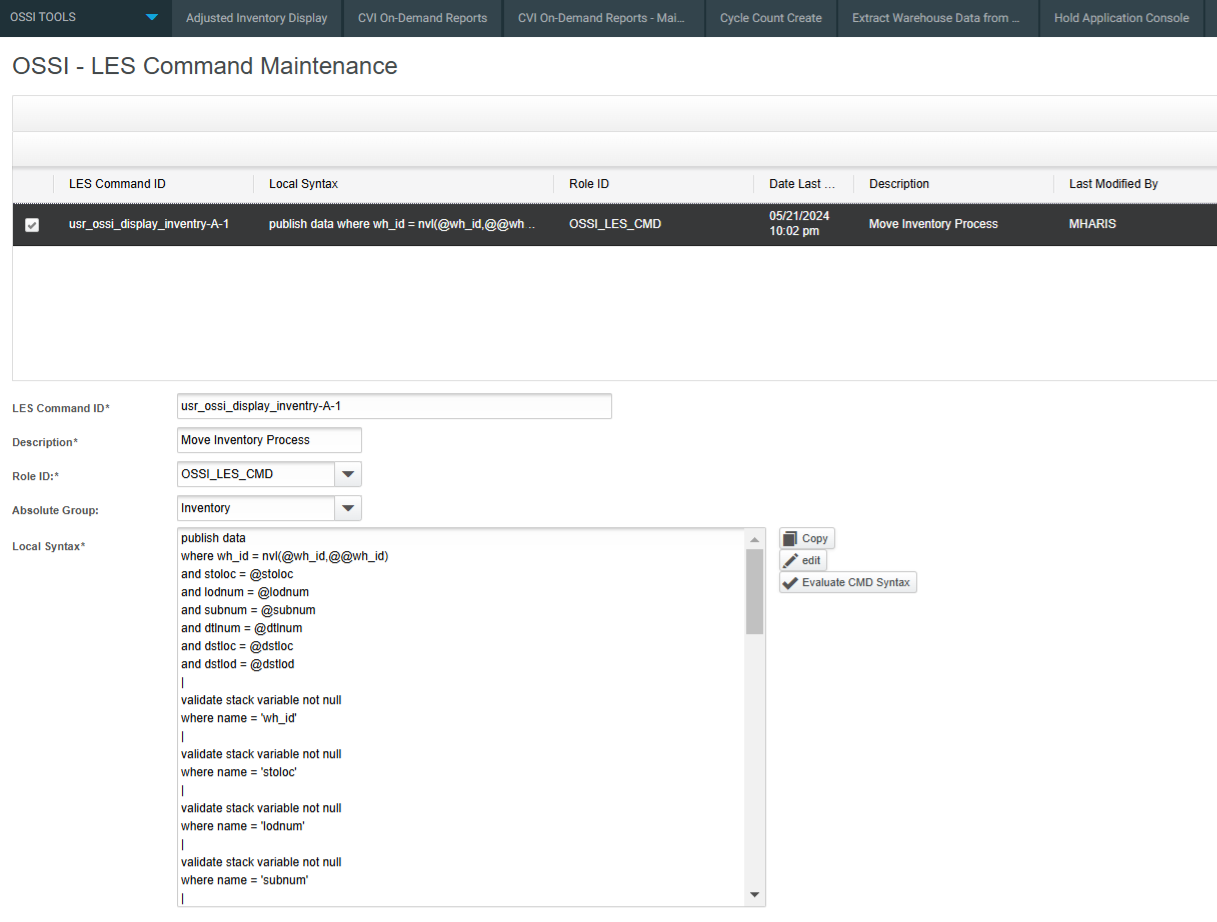 OSSI TOOLS
Adjusted Inventory Display
CVI On-Demand Reports
CVI On-Demand Reports - Mai...
Cycle Count Create
Extract Warehouse Data from ...
Hold Application Console
OSSI - LES Command Maintenance
LES Command ID
Local Syntax
Role ID
Date Last ...
Description
Last Modified By
usr_ossi_display_inventry-A-1
publish data where wh_id = nvl(@wh_id,@@wh ..
OSSI_LES_CMD
05/21/2024
10:02 pm
Move Inventory Process
MHARIS
LES Command ID*
usr_ossi_display_inventry-A-1
Description*
Move Inventory Process
Role ID:*
OSSI_LES_CMD
Absolute Group:
Inventory
Local Syntax*
publish data
where wh_id = nvl(@wh_id,@@wh_id)
and stoloc = @stoloc
and lodnum = @lodnum
and subnum = @subnum
and dtlnum = @dtlnum
and dstloc = @dstloc
and dstlod = @dstlod
|
validate stack variable not null
where name = 'wh_id'
|
validate stack variable not null
where name = 'stoloc'
|
validate stack variable not null
where name = 'lodnum'
|
validate stack variable not null
where name = 'subnum'
|
Copy
edit
Evaluate CMD Syntax